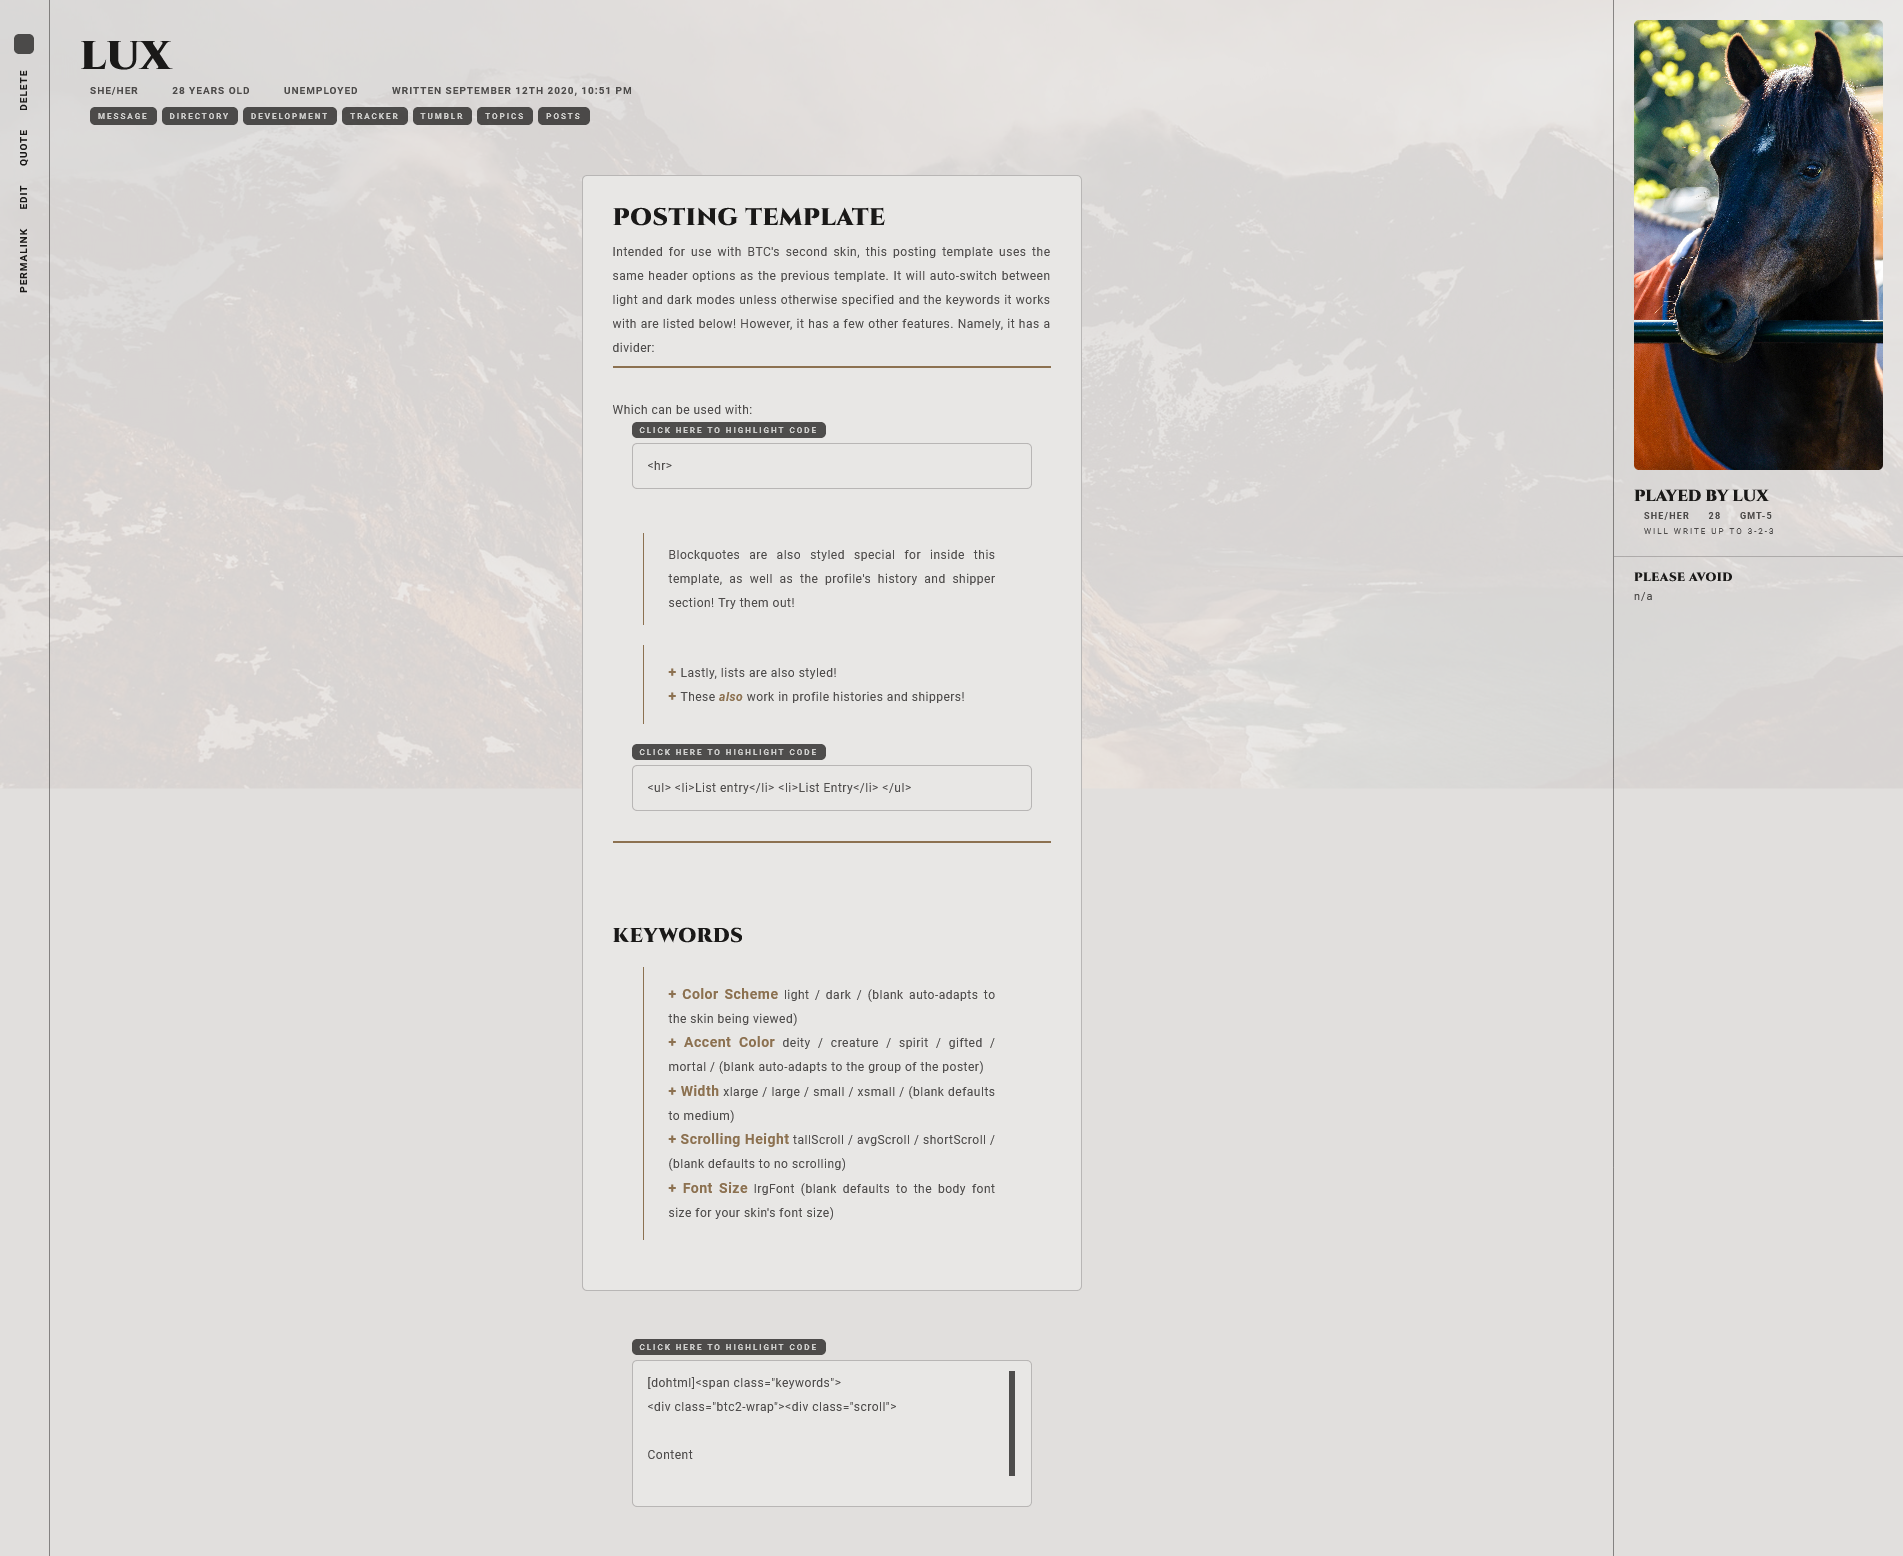 LUX
SHE/HER 28 YEARS OLD UNEMPLOYED WRITTEN SEPTEMBER 12TH 2020, 10:51 PM
MESSAGE DIRECTORY DEVELOPMENT TRACKER TUMBLR TOPICS POSTS
DELETE
QUOTE
EDIT
PERMALINK
POSTING TEMPLATE
Intended for use with BTC's second skin, this posting template uses the
same header options as the previous template. It will auto-switch between
light and dark modes unless otherwise specified and the keywords it works
with are listed below! However, it has a few other features. Namely, it has a
divider:
Which can be used with:
CLICK HERE TO HIGHLIGHT CODE
<hr>
Blockquotes are also styled special for inside this
template, as well as the profile's history and shipper
section! Try them out!
+ Lastly, lists are also styled!
+ These also work in profile histories and shippers!
CLICK HERE TO HIGHLIGHT CODE
<ul> <li>List entry</li> <li>List Entry</li> </ul>
KEYWORDS
+ Color Scheme light / dark / (blank auto-adapts to
the skin being viewed)
+ Accent Color deity / creature / spirit / gifted /
mortal / (blank auto-adapts to the group of the poster)
+ Width xlarge / large / small / xsmall / (blank defaults
to medium)
+ Scrolling Height tallScroll / avgScroll / shortScroll /
(blank defaults to no scrolling)
+ Font Size lrgFont (blank defaults to the body font
size for your skin's font size)
CLICK HERE TO HIGHLIGHT CODE
[dohtml]<span class="keywords">
<div class="btc2-wrap"><div class="scroll">
Content
PLAYED BY LUX
SHE/HER 28 GMT-5
WILL WRITE UP TO 3-2-3
PLEASE AVOID
n/a